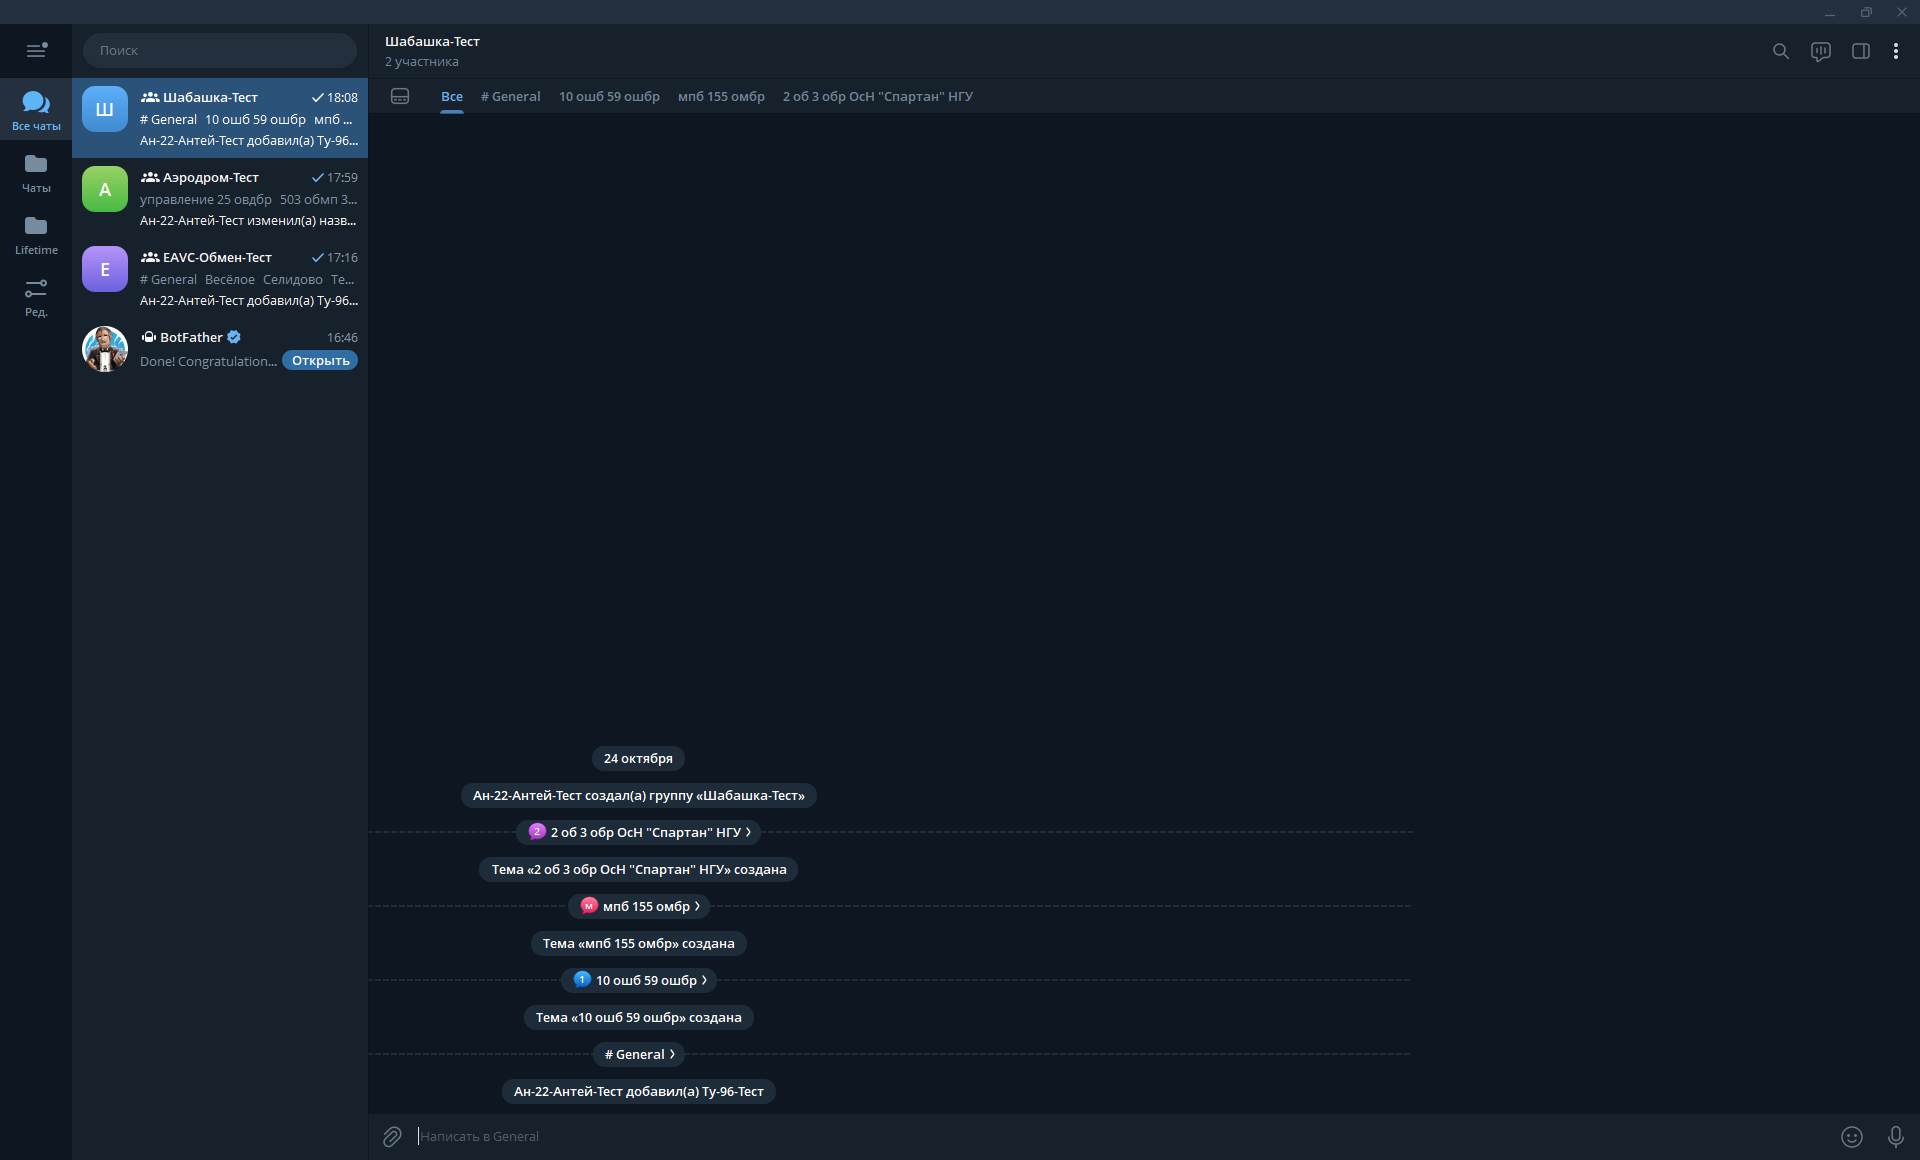 Поиск
Все чаты
Чаты
Lifetime
Ред.
Ш
Шабашка-Тест 18:08
# General 10 ошб 59 ошбр мпб ...
Ан-22-Антей-Тест добавил(а) Ту-96...
А
Аэродром-Тест 17:59
управление 25 овдбр 503 обмп 3...
Ан-22-Антей-Тест изменил(а) назв...
E
EAVC-Обмен-Тест 17:16
# General Весёлое Селидово Те...
Ан-22-Антей-Тест добавил(а) Ту-96...
BotFather 16:46
Done! Congratulation... Открыть
Шабашка-Тест
2 участника
Все # General 10 ошб 59 ошбр мпб 155 омбр 2 об 3 обр ОсН "Спартан" НГУ
24 октября
Ан-22-Антей-Тест создал(а) группу «Шабашка-Тест»
2 2 об 3 обр ОсН "Спартан" НГУ
Тема «2 об 3 обр ОсН "Спартан" НГУ» создана
м мпб 155 омбр
Тема «мпб 155 омбр» создана
1 10 ошб 59 ошбр
Тема «10 ошб 59 ошбр» создана
# General
Ан-22-Антей-Тест добавил(а) Ту-96-Тест
Написать в General